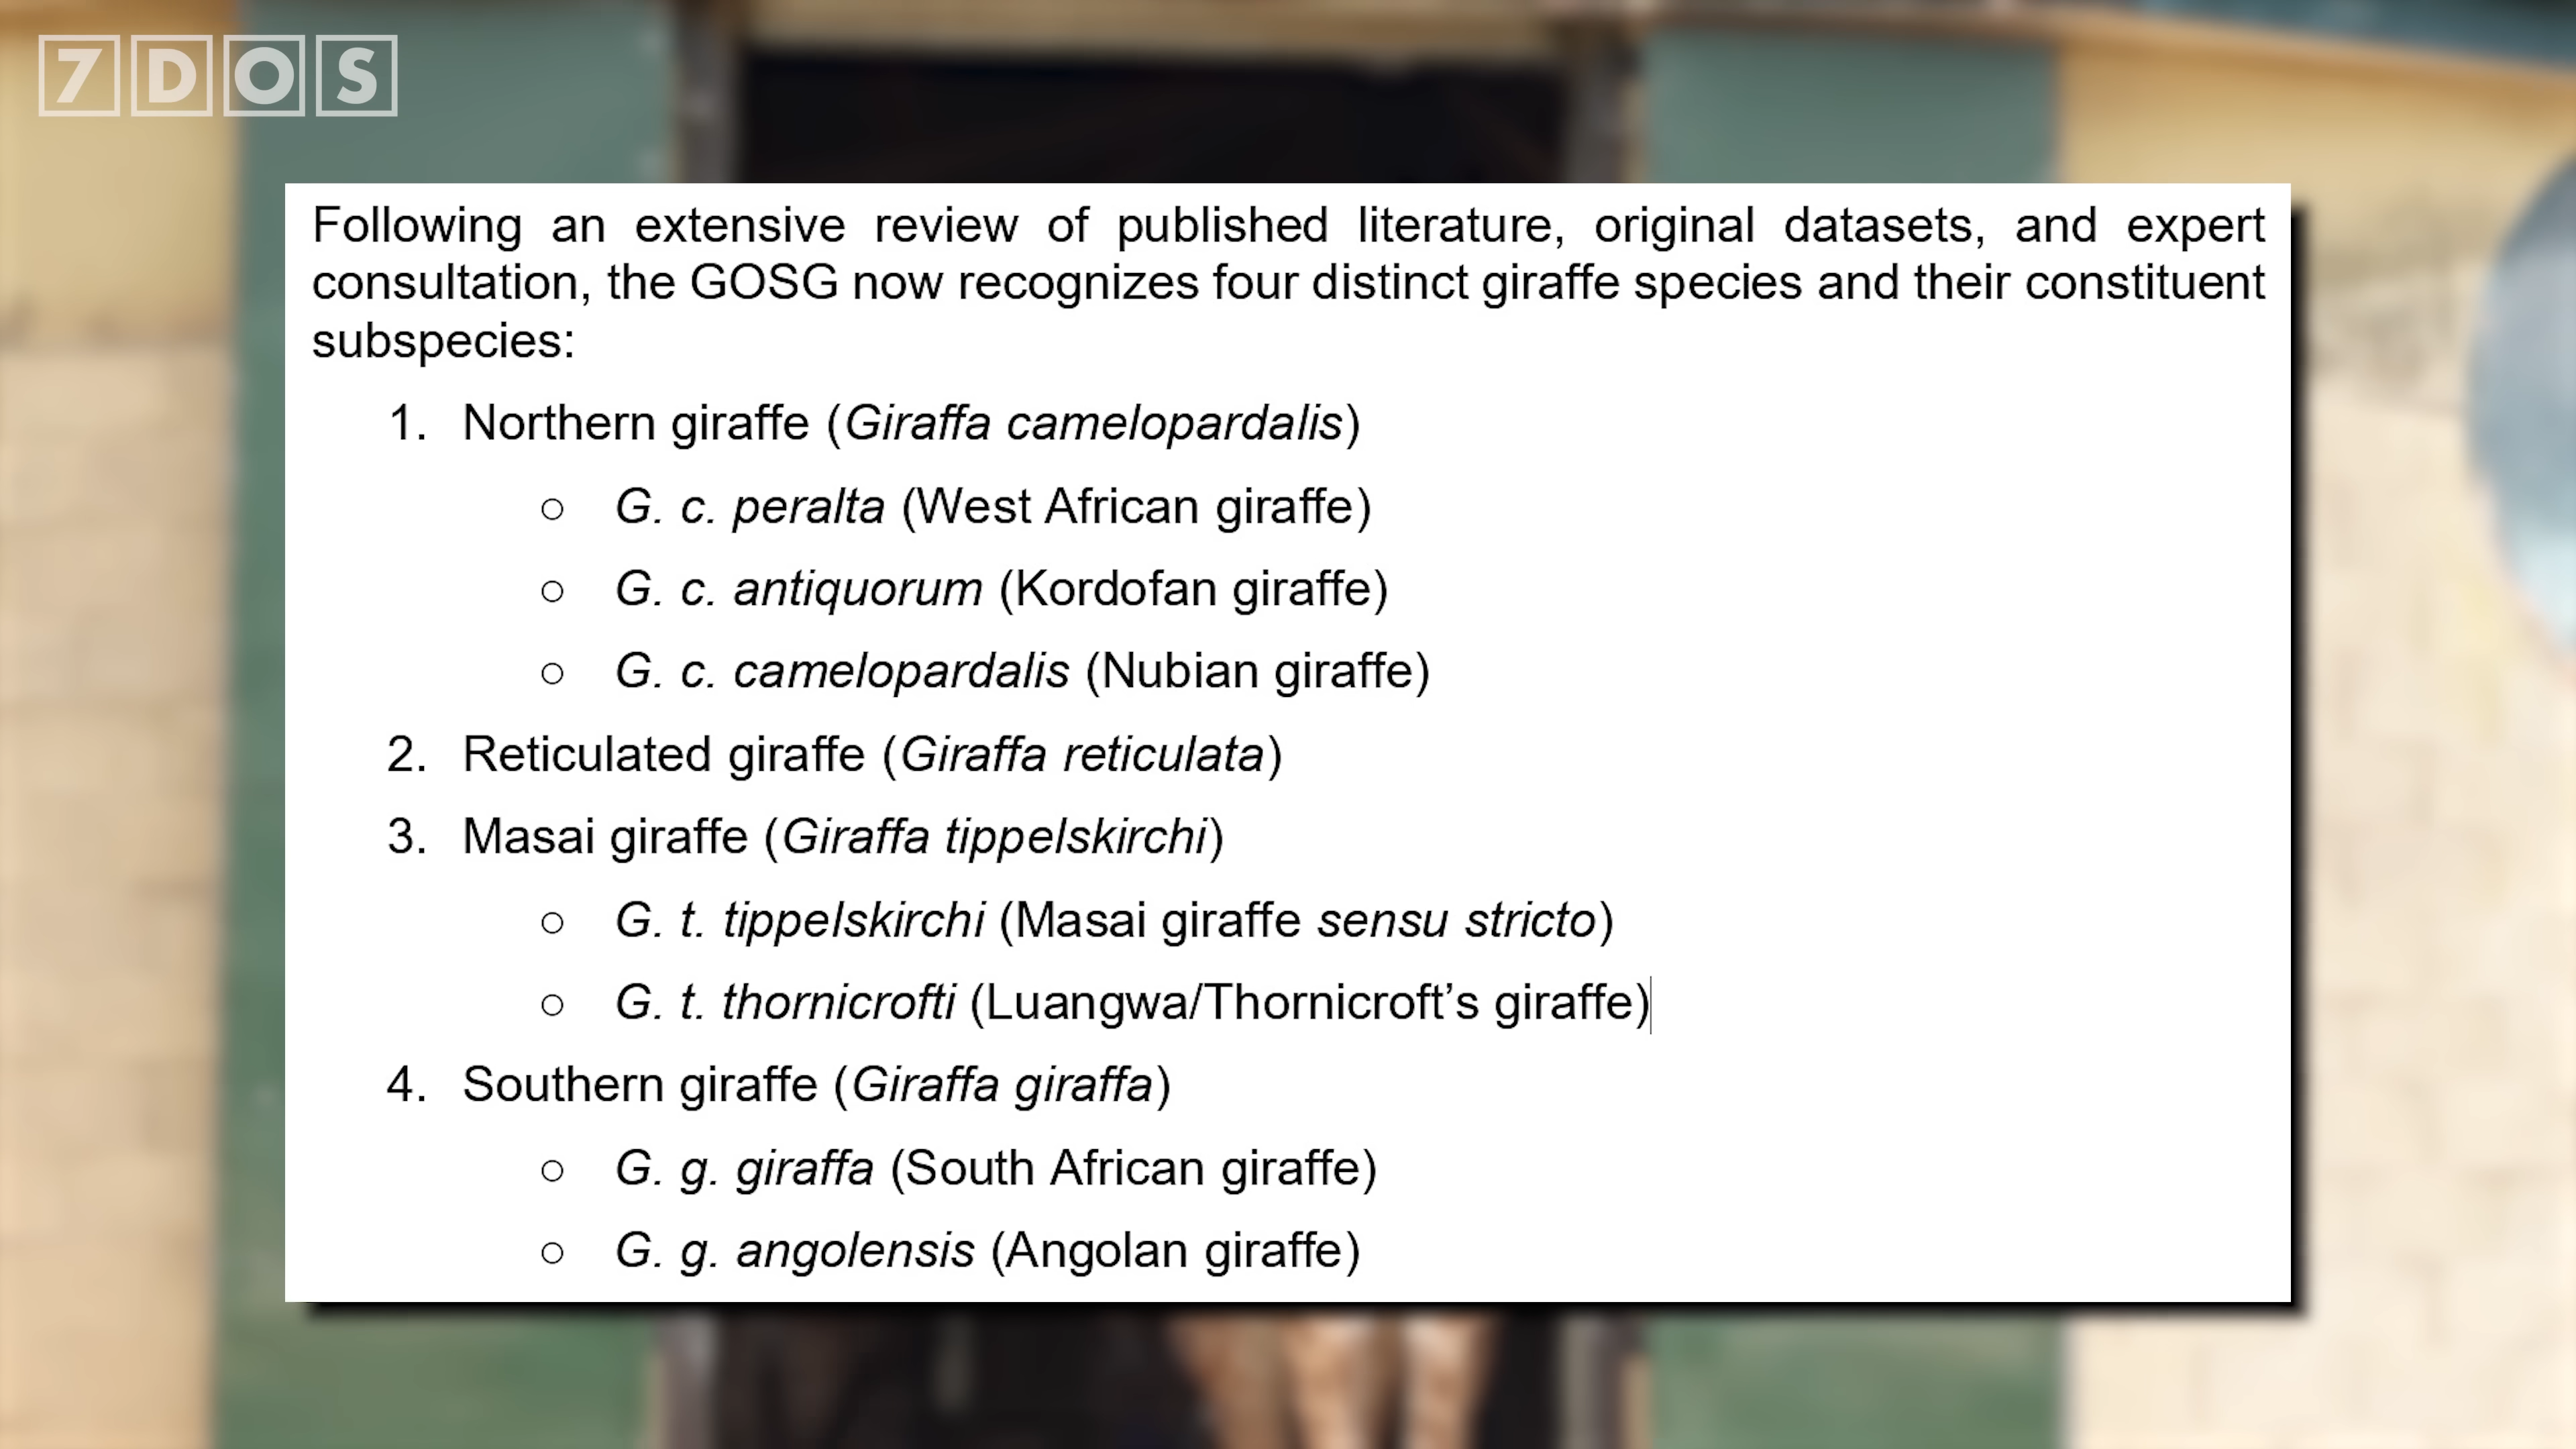 7DOS
Following an extensive review of published literature, original datasets, and expert
consultation, the GOSG now recognizes four distinct giraffe species and their constituent
subspecies:
1. Northern giraffe (Giraffa camelopardalis)
○ G. c. peralta (West African giraffe)
○ G. c. antiquorum (Kordofan giraffe)
○ G. c. camelopardalis (Nubian giraffe)
2. Reticulated giraffe (Giraffa reticulata)
3. Masai giraffe (Giraffa tippelskirchi)
○ G. t. tippelskirchi (Masai giraffe sensu stricto)
○ G. t. thornicrofti (Luangwa/Thornicroft’s giraffe)
4. Southern giraffe (Giraffa giraffa)
○ G. g. giraffa (South African giraffe)
○ G. g. angolensis (Angolan giraffe)